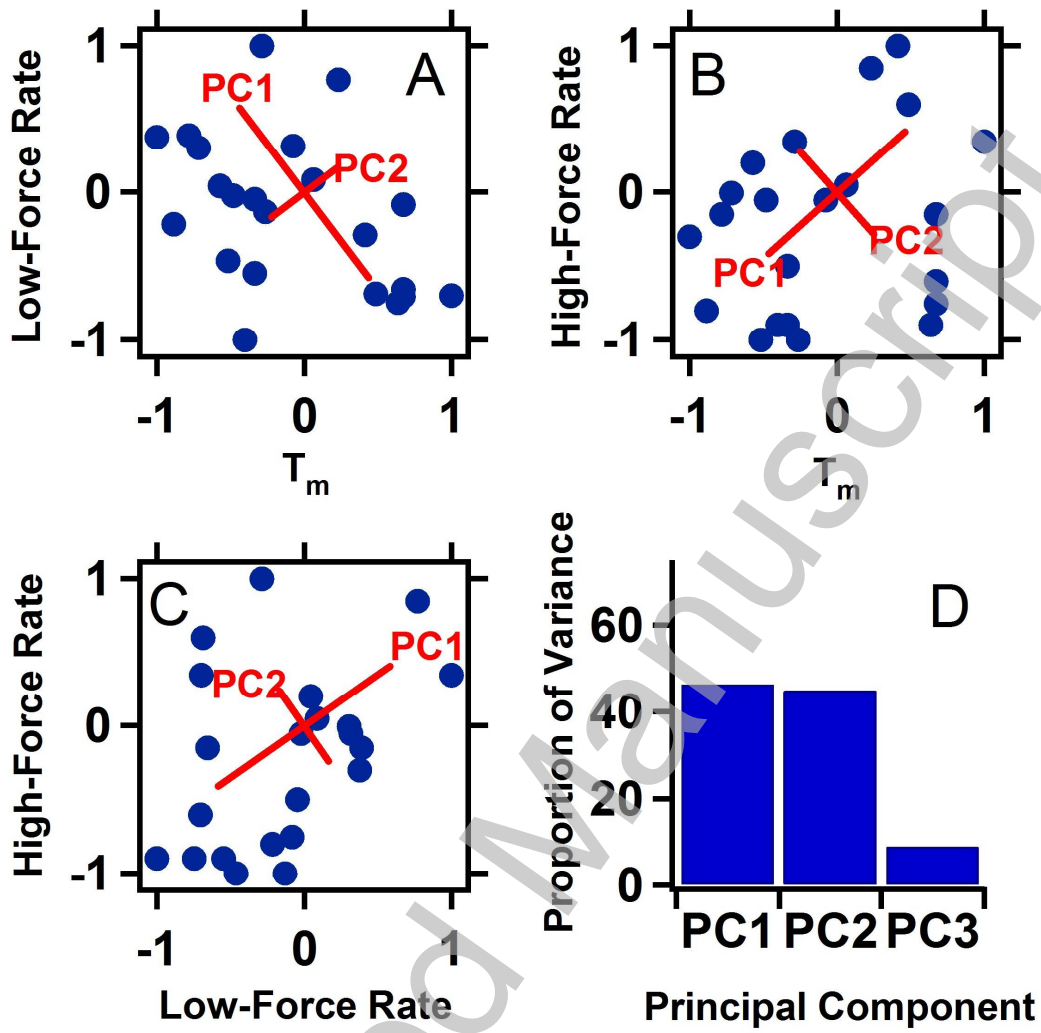 A
Low-Force Rate
1
0
-1
PC1
PC2
-1 0 1
Tm
B
High-Force Rate
1
0
-1
PC1
PC2
-1 0 1
Tm
C
High-Force Rate
1
0
-1
PC1
PC2
-1 0 1
Low-Force Rate
D
Proportion of Variance
60
40
20
0
PC1 PC2 PC3
Principal Component
d Manuscript